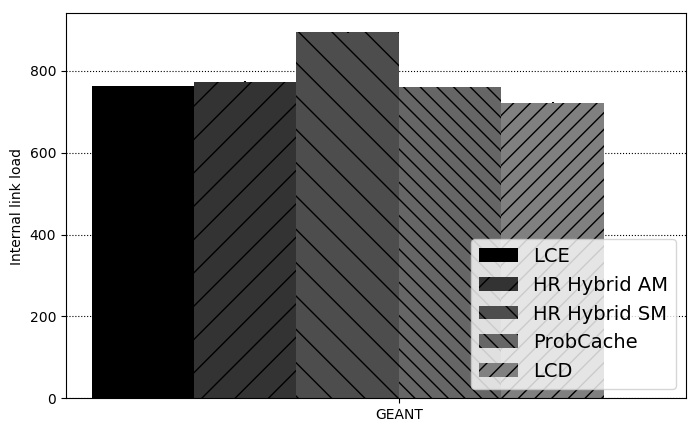 Internal link load
800
600
400
200
0
GEANT
LCE
HR Hybrid AM
HR Hybrid SM
ProbCache
LCD